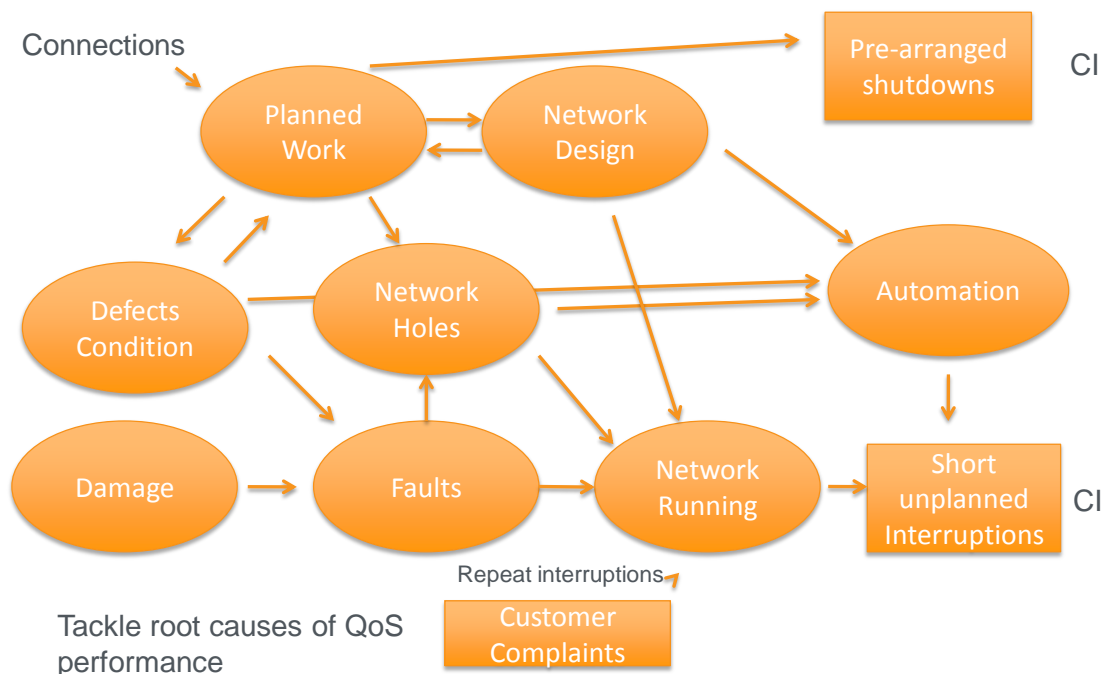 Connections
Pre-arranged
shutdowns
CI
Planned
Work
Network
Design
Defects
Condition
Network
Holes
Automation
Damage
Faults
Network
Running
Short
unplanned
Interruptions
CI
Repeat interruptions
Customer
Complaints
Tackle root causes of QoS
performance